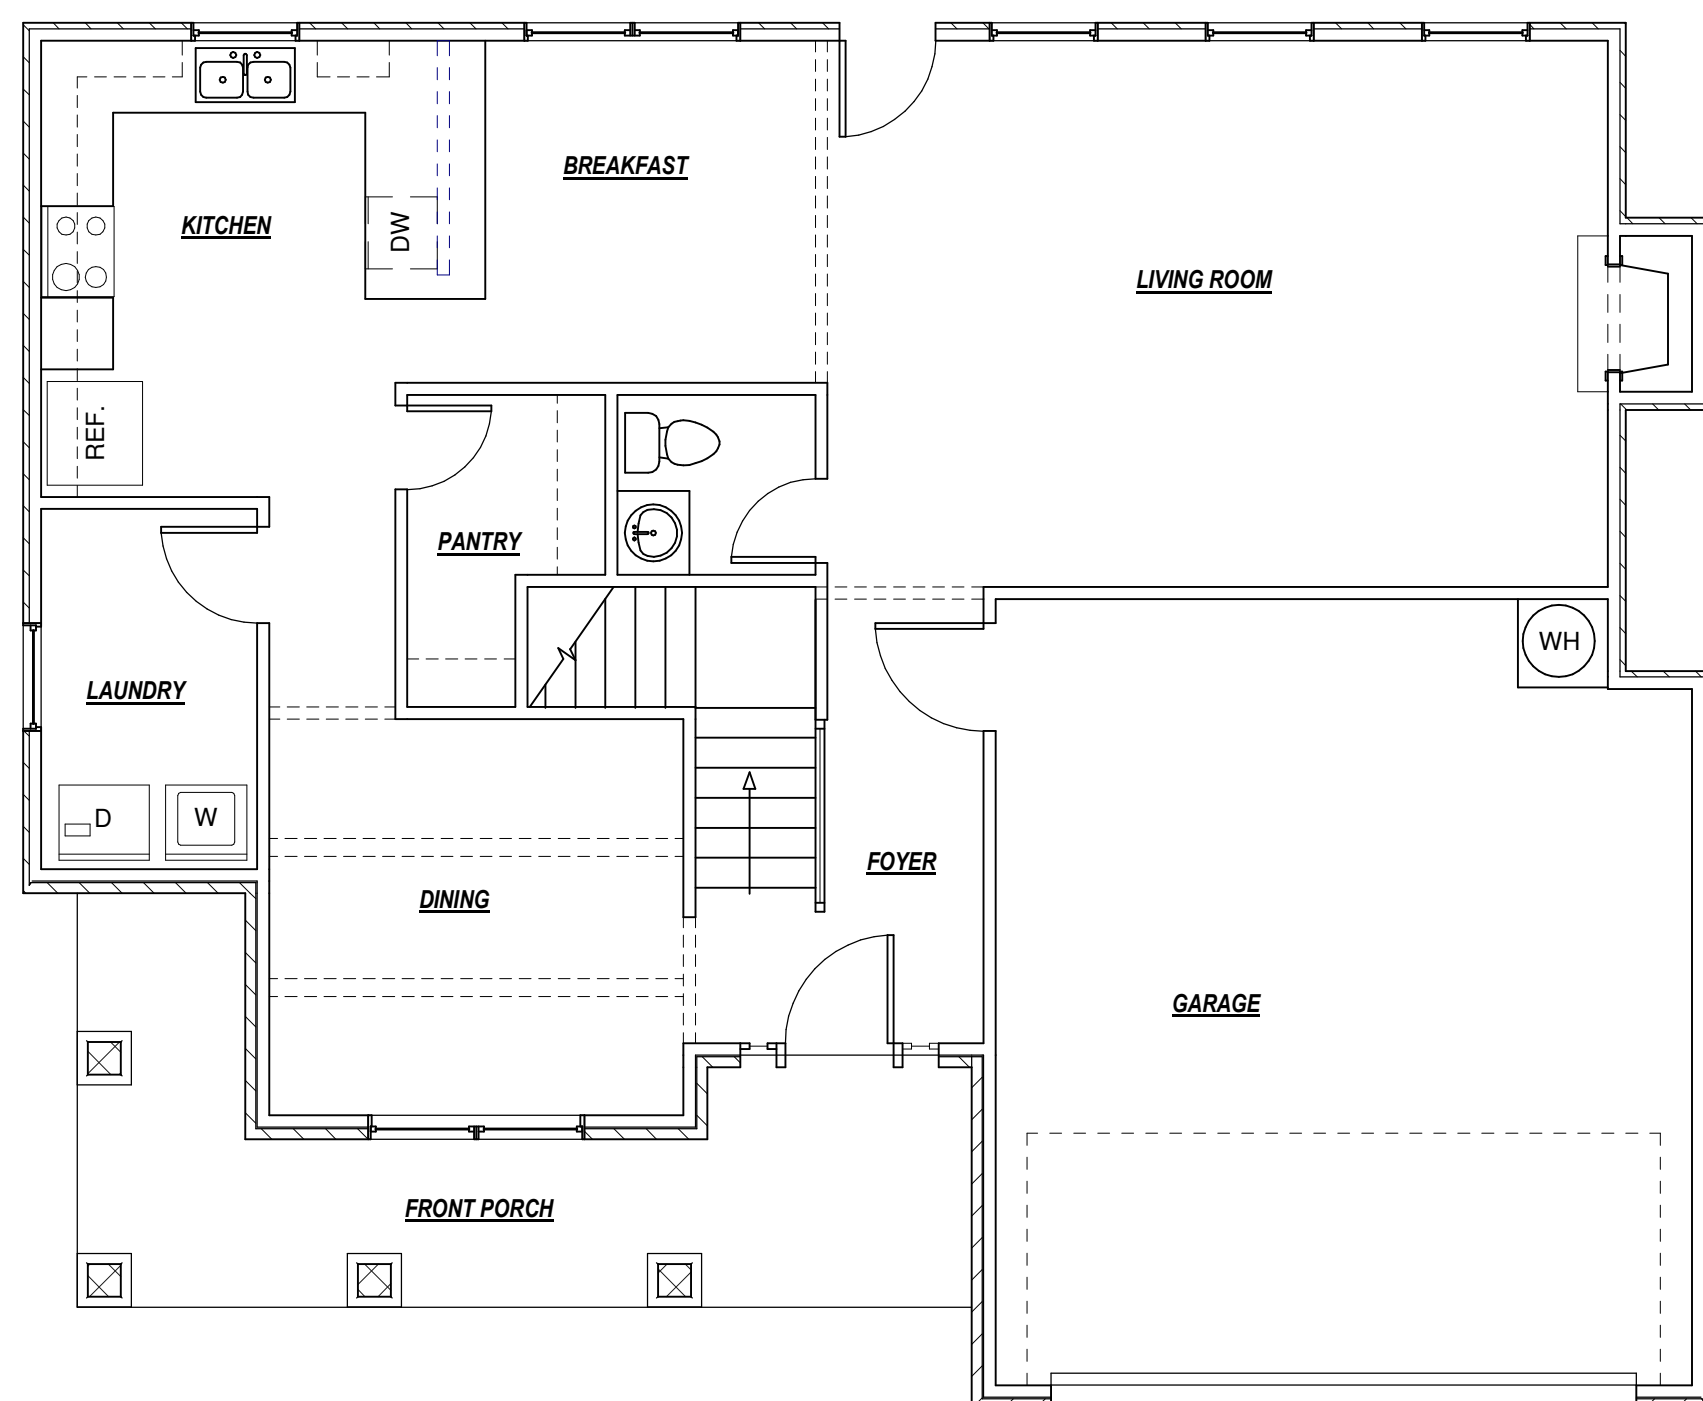 BREAKFAST
KITCHEN
DW
LIVING ROOM
REF.
PANTRY
WH
LAUNDRY
D
W
FOYER
DINING
GARAGE
FRONT PORCH